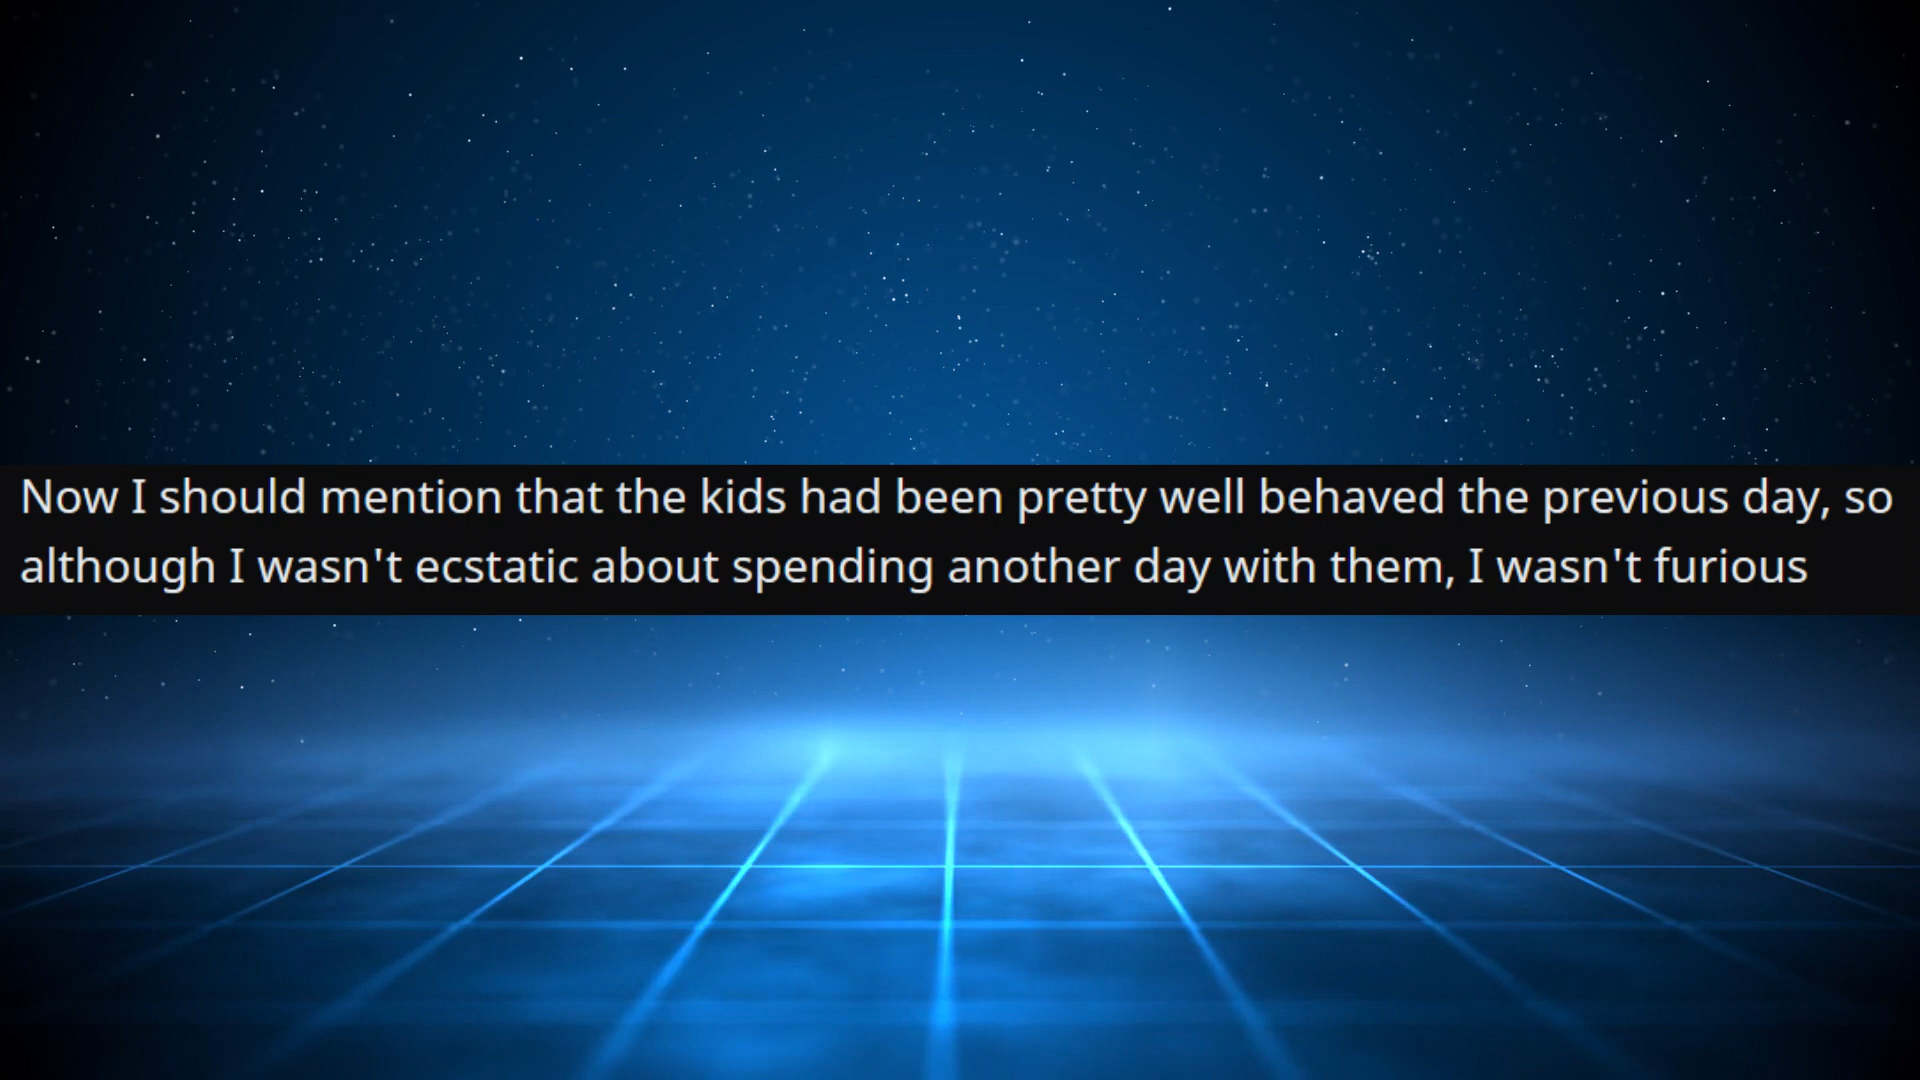 Now I should mention that the kids had been pretty well behaved the previous day, so
although I wasn't ecstatic about spending another day with them, I wasn't furious